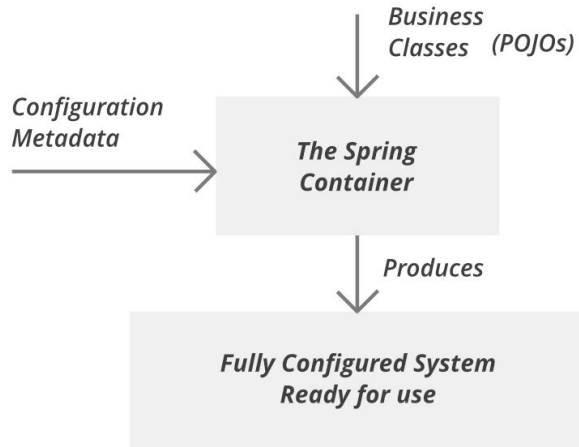 Business
Classes (POJOs)
Configuration
Metadata
The Spring
Container
Produces
Fully Configured System
Ready for use